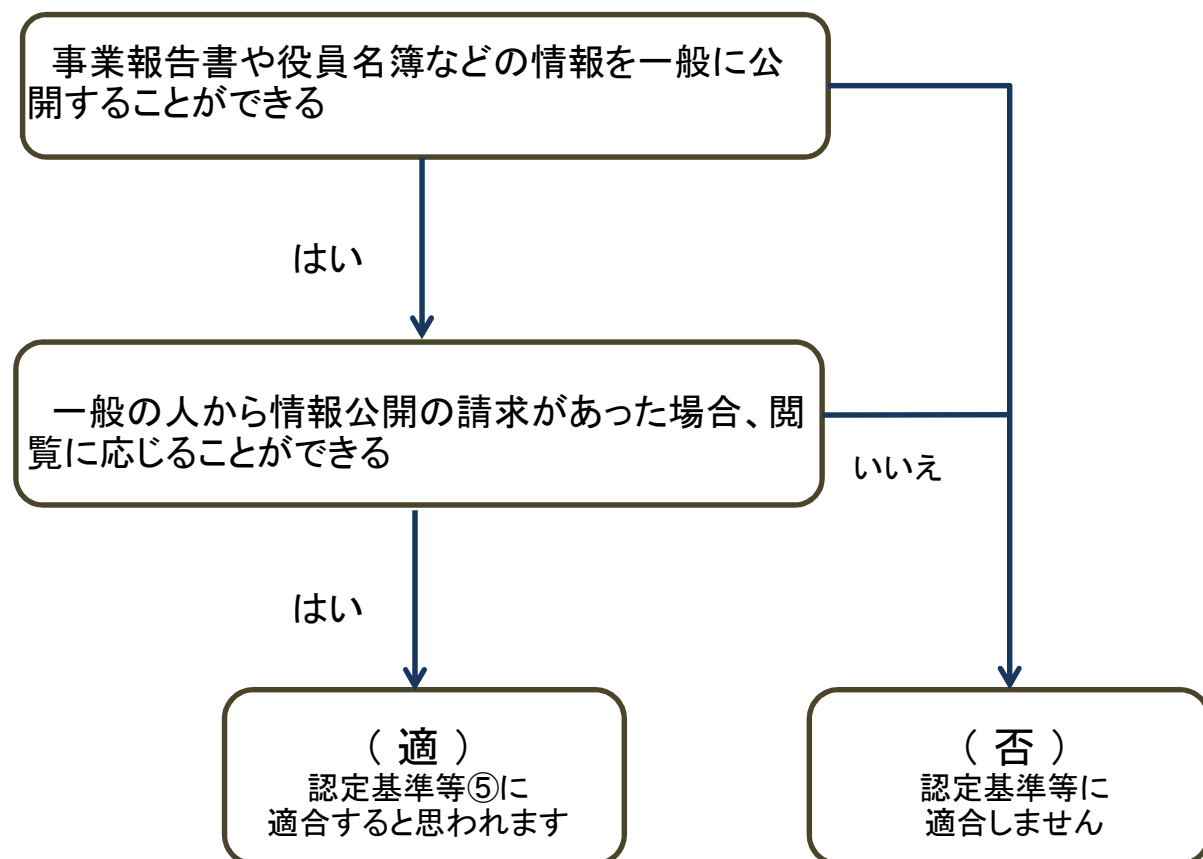 事業報告書や役員名簿などの情報を一般に公
開することができる
はい
一般の人から情報公開の請求があった場合、閲
覧に応じることができる
いいえ
はい
（ 適 ）
認定基準等⑤に
適合すると思われます
（ 否 ）
認定基準等に
適合しません